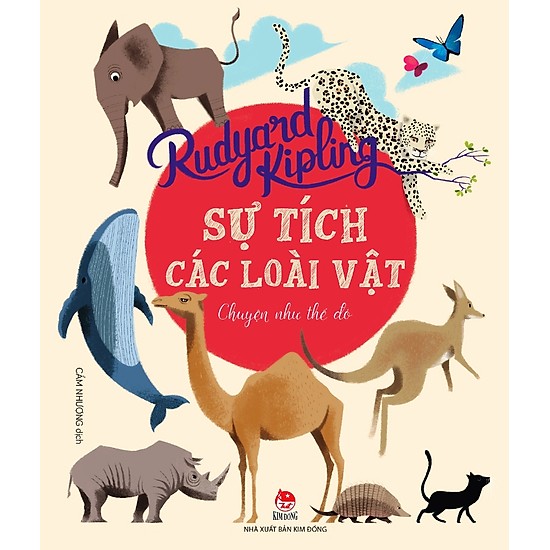 Rudyard
Kipling
SỰ TÍCH
CÁC LOÀI VẬT
Chuyện như thế đó
CẨM NHƯỢNG dịch
KIM ĐỒNG
NHÀ XUẤT BẢN KIM ĐỒNG